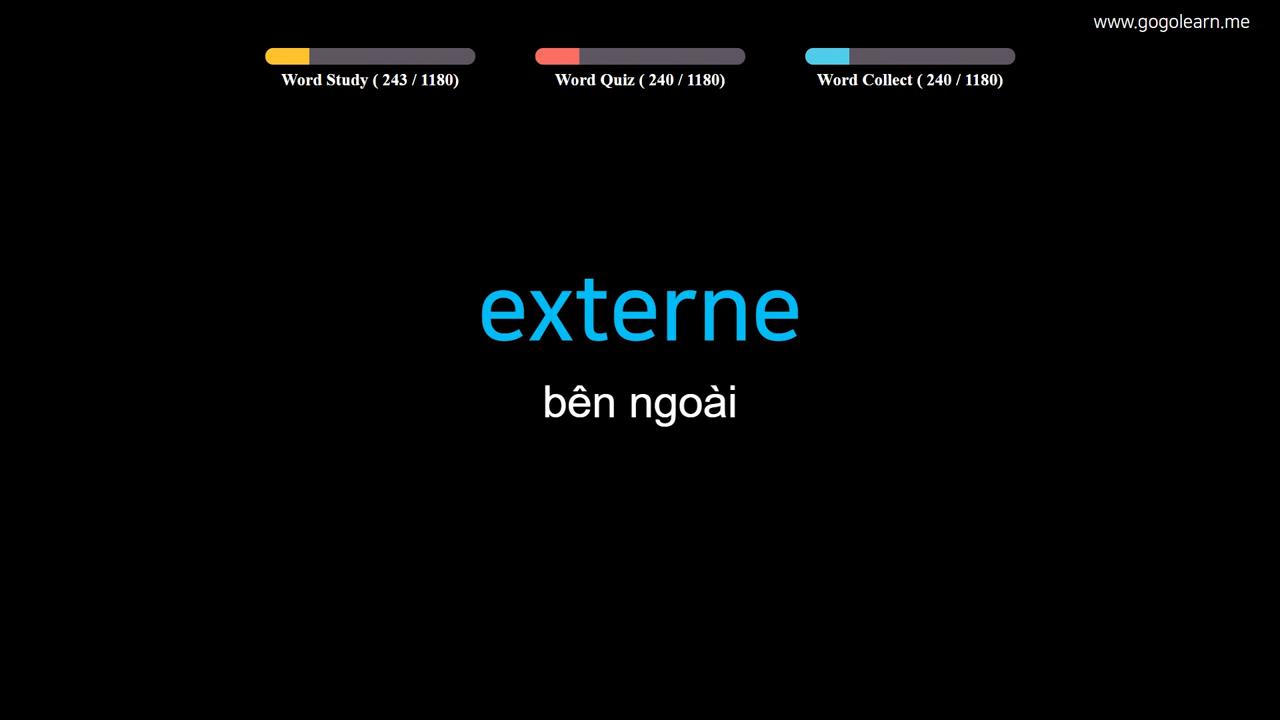 www.gogolearn.me
Word Study ( 243 / 1180)
Word Quiz ( 240 / 1180)
Word Collect ( 240 / 1180)
externe
bên ngoài